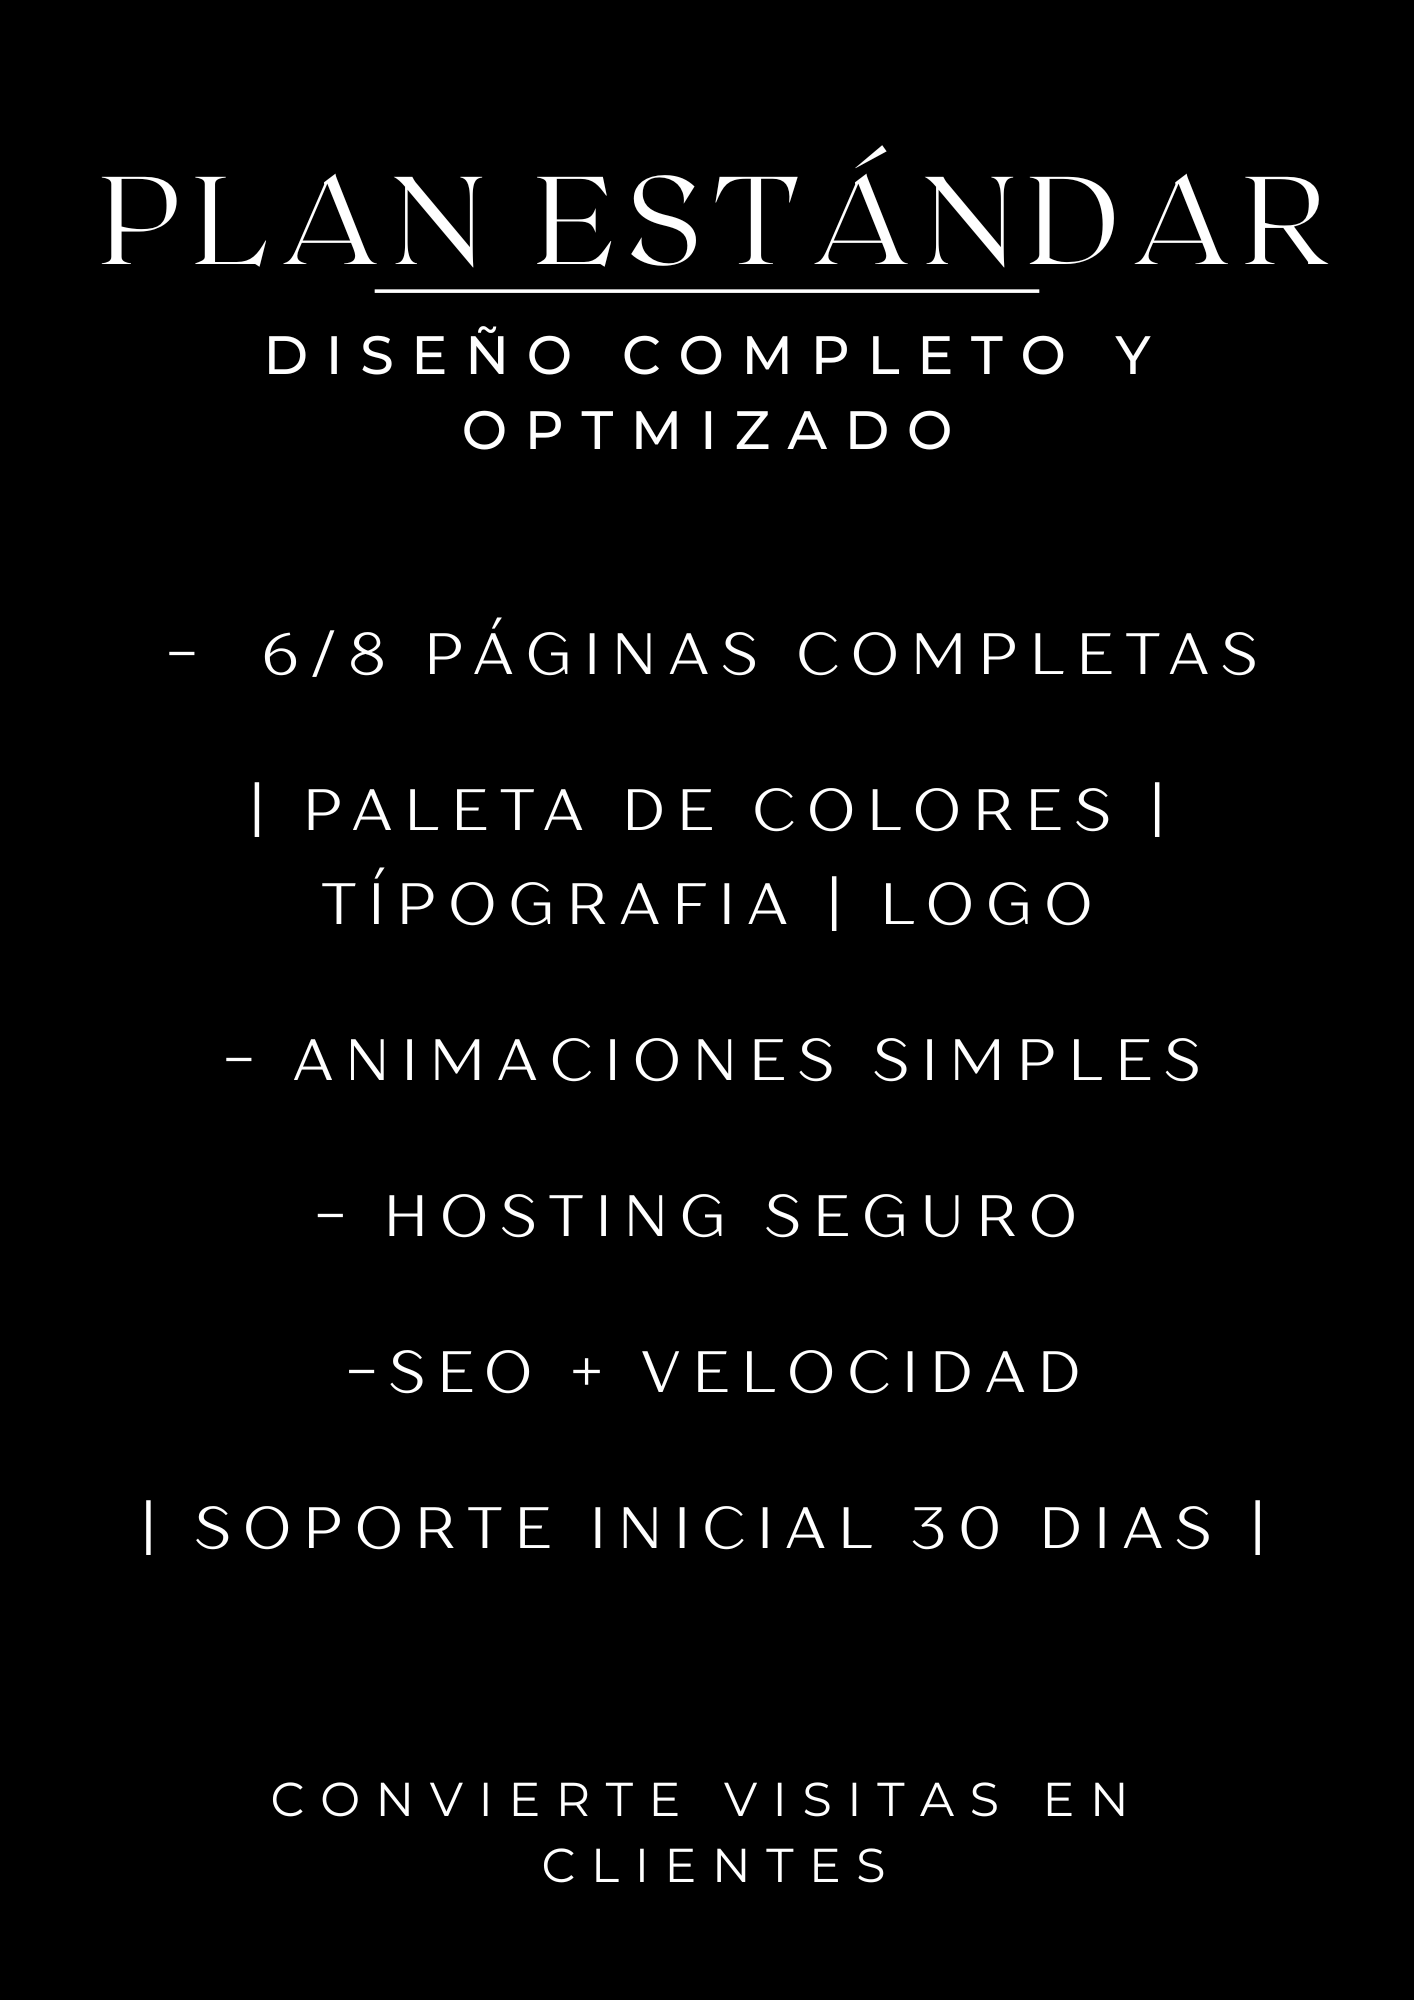 PLAN ESTÁNDAR
DISEÑO COMPLETO Y
OPTMIZADO
- 6/8 PÁGINAS COMPLETAS
| PALETA DE COLORES |
TÍPOGRAFIA | LOGO
- ANIMACIONES SIMPLES
- HOSTING SEGURO
-SEO + VELOCIDAD
| SOPORTE INICIAL 30 DIAS |
CONVIERTE VISITAS EN
CLIENTES